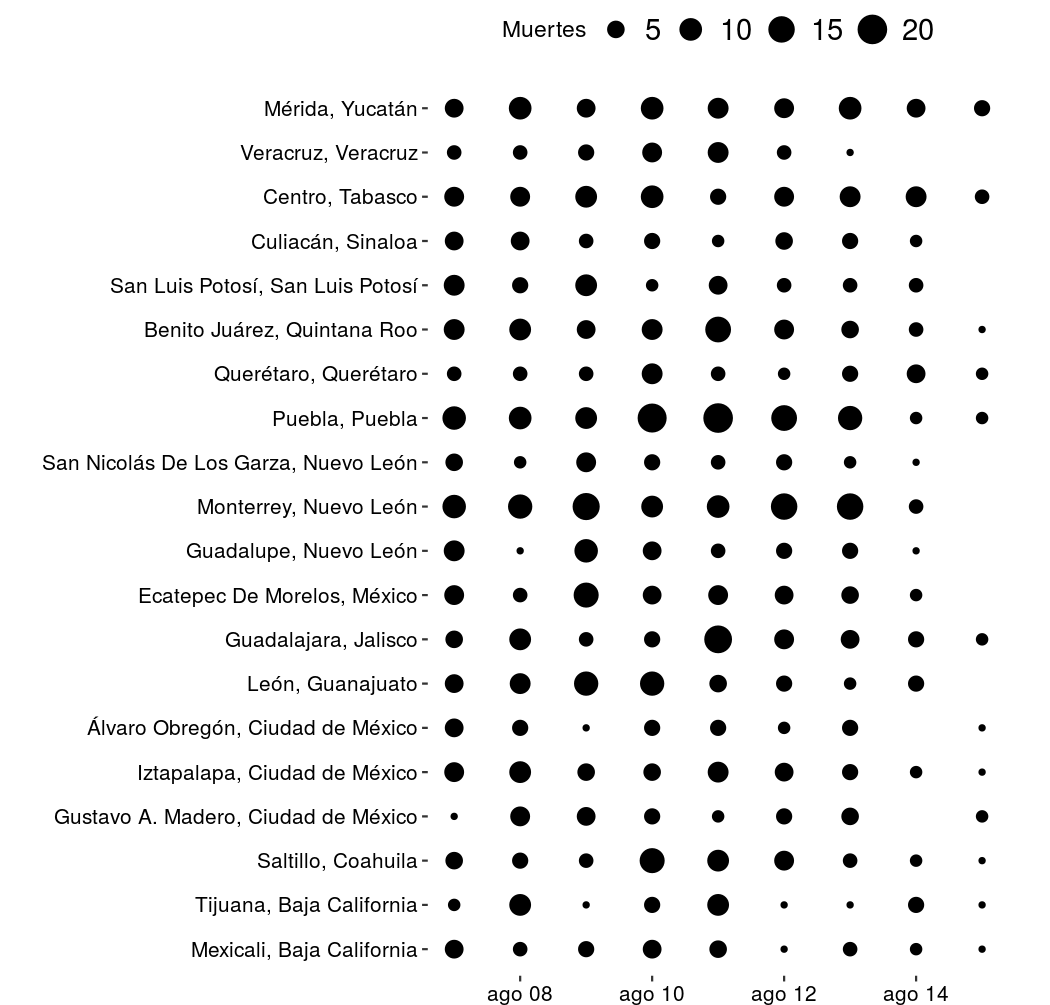 Muertes 5 10 15 20
Mérida, Yucatán
Veracruz, Veracruz
Centro, Tabasco
Culiacán, Sinaloa
San Luis Potosí, San Luis Potosí
Benito Juárez, Quintana Roo
Querétaro, Querétaro
Puebla, Puebla
San Nicolás De Los Garza, Nuevo León
Monterrey, Nuevo León
Guadalupe, Nuevo León
Ecatepec De Morelos, México
Guadalajara, Jalisco
León, Guanajuato
Álvaro Obregón, Ciudad de México
Iztapalapa, Ciudad de México
Gustavo A. Madero, Ciudad de México
Saltillo, Coahuila
Tijuana, Baja California
Mexicali, Baja California
ago 08 ago 10 ago 12 ago 14